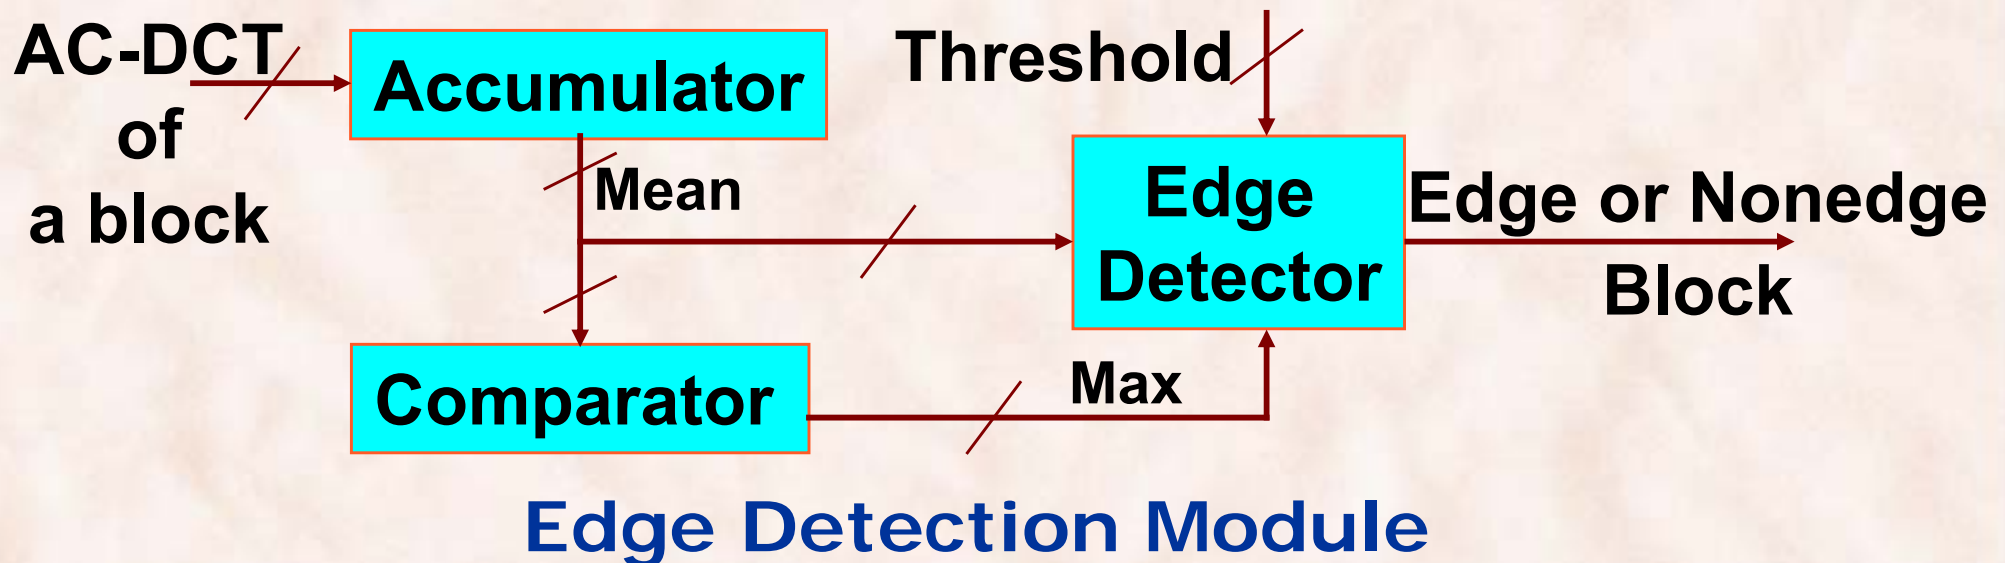 AC-DCT
of
a block
Accumulator
Threshold
Mean
Edge
Detector
Edge or Nonedge
Block
Comparator
Max
Edge Detection Module